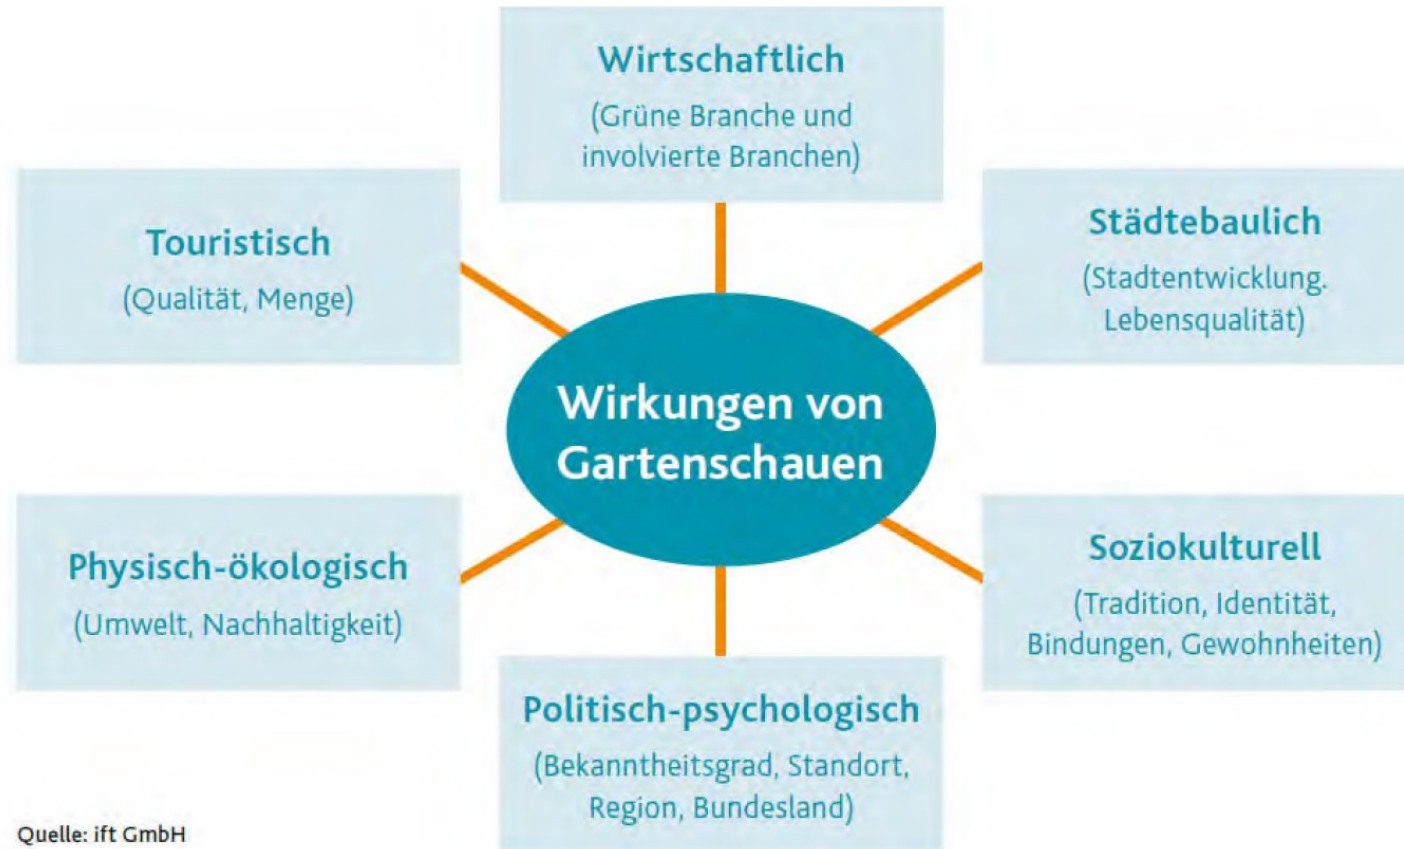 Wirtschaftlich
(Grüne Branche und
involvierte Branchen)
Touristisch
(Qualität, Menge)
Städtebaulich
(Stadtentwicklung.
Lebensqualität)
Wirkungen von
Gartenschauen
Physisch-ökologisch
(Umwelt, Nachhaltigkeit)
Soziokulturell
(Tradition, Identität,
Bindungen, Gewohnheiten)
Politisch-psychologisch
(Bekanntheitsgrad, Standort,
Region, Bundesland)
Quelle: ift GmbH